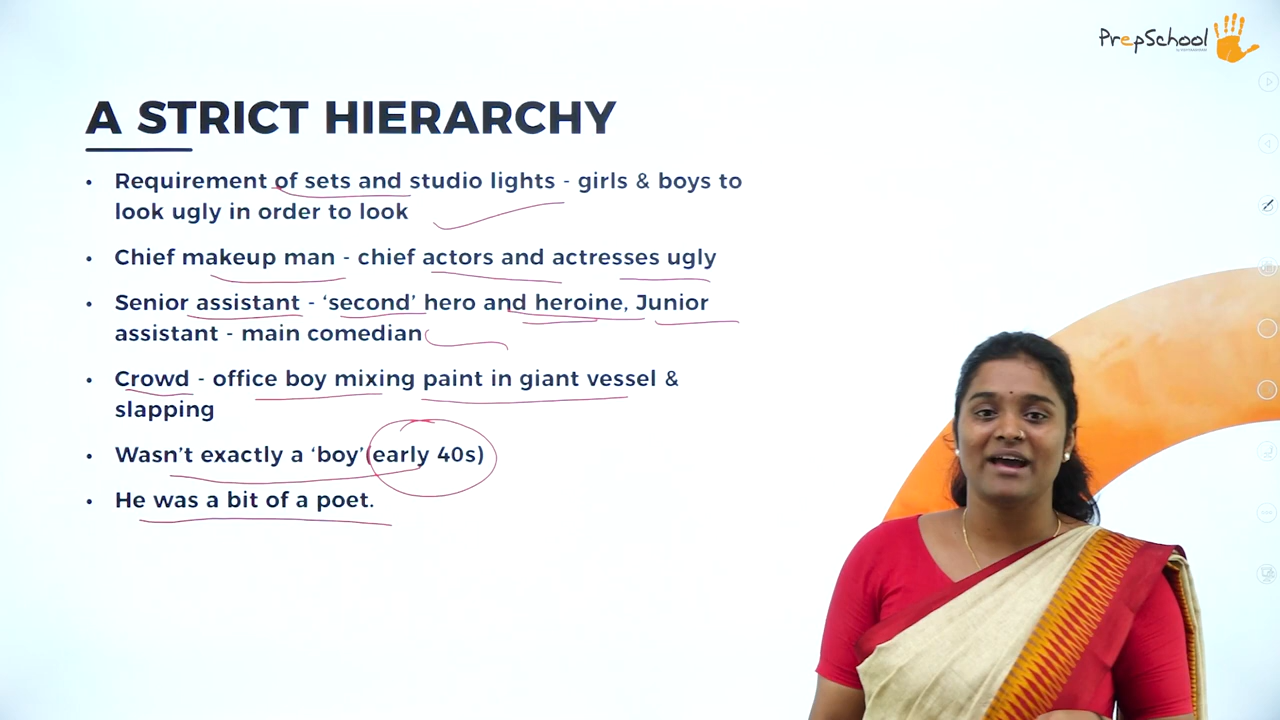 PrepSchool
A STRICT HIERARCHY
• Requirement of sets and studio lights - girls & boys to
look ugly in order to look
• Chief makeup man - chief actors and actresses ugly
• Senior assistant - ‘second’ hero and heroine, Junior
assistant - main comedian
• Crowd - office boy mixing paint in giant vessel &
slapping
• Wasn’t exactly a ‘boy’(early 40s)
• He was a bit of a poet.